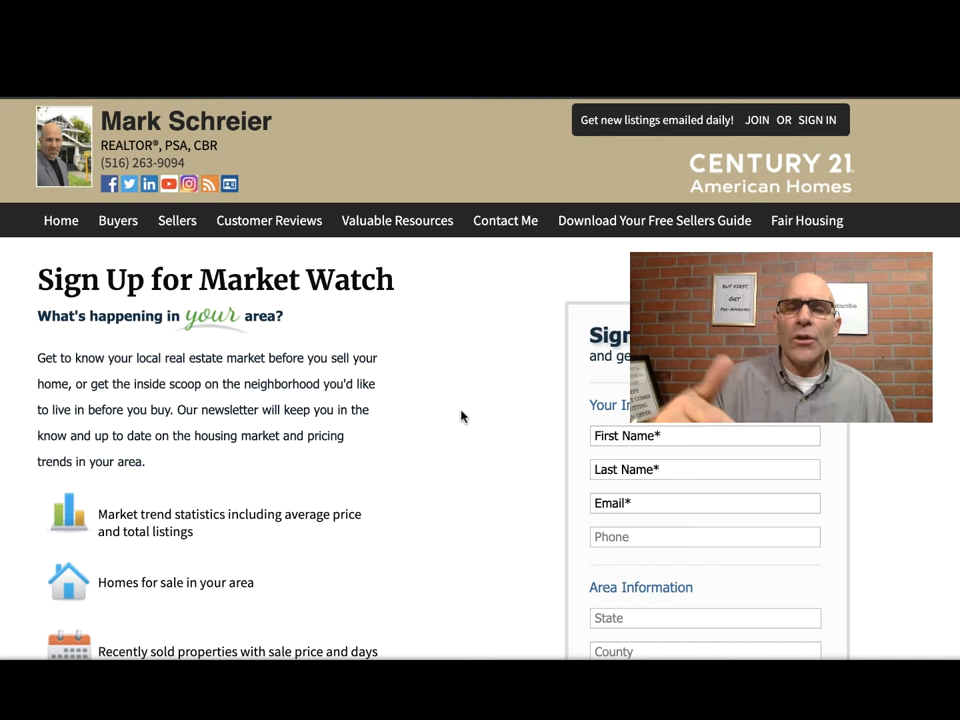 Mark Schreier
REALTOR®, PSA, CBR
(516) 263-9094
Get new listings emailed daily! JOIN OR SIGN IN
CENTURY 21.
American Homes
Home Buyers Sellers Customer Reviews Valuable Resources Contact Me Download Your Free Sellers Guide Fair Housing
Sign Up for Market Watch
What's happening in your area?
Get to know your local real estate market before you sell your
home, or get the inside scoop on the neighborhood you'd like
to live in before you buy. Our newsletter will keep you in the
know and up to date on the housing market and pricing
trends in your area.
Market trend statistics including average price
and total listings
Homes for sale in your area
Recently sold properties with sale price and days
BUT FIRST,
GET
PRE-APPROVED
Sign
and ge
Your In
First Name*
Last Name*
Email*
Phone
Area Information
State
County